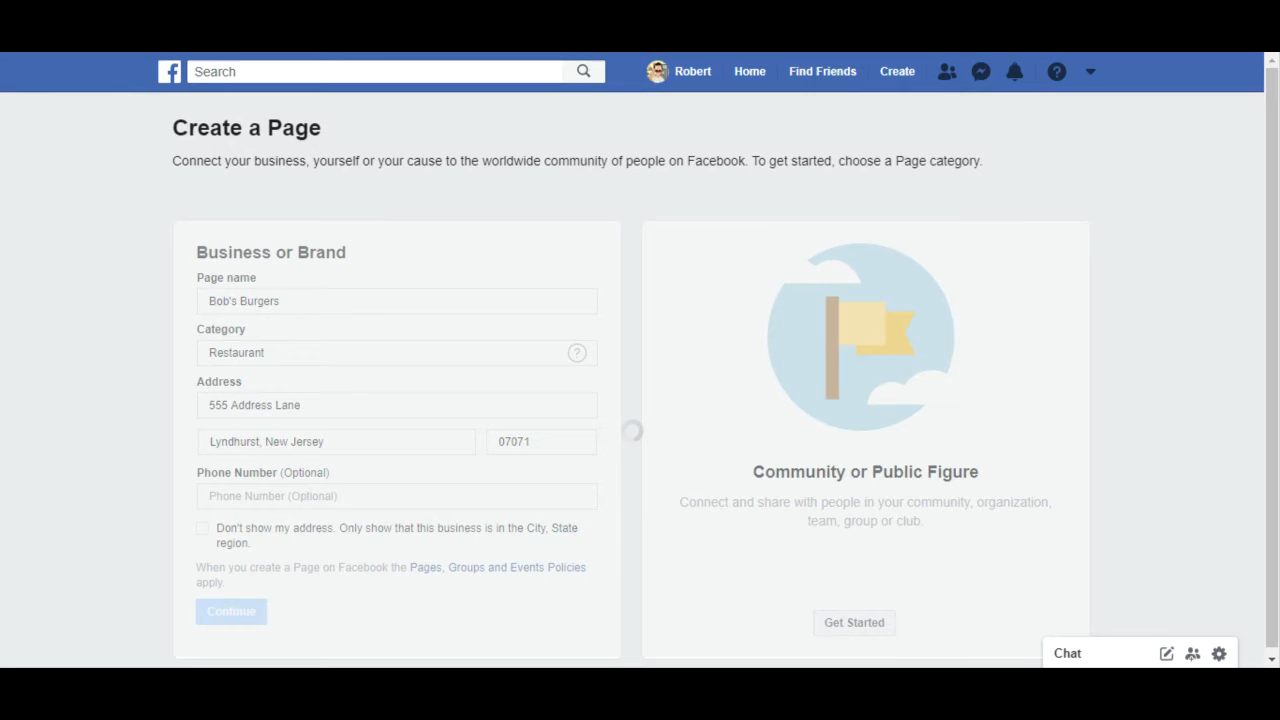 Search
Robert Home Find Friends Create
Create a Page
Connect your business, yourself or your cause to the worldwide community of people on Facebook. To get started, choose a Page category.
Business or Brand
Page name
Bob's Burgers
Category
Restaurant
Address
555 Address Lane
Lyndhurst, New Jersey 07071
Phone Number (Optional)
Phone Number (Optional)
Don't show my address. Only show that this business is in the City, State
region.
When you create a Page on Facebook the Pages, Groups and Events Policies
apply.
Continue
Community or Public Figure
Connect and share with people in your community, organization,
team, group or club.
Get Started
Chat